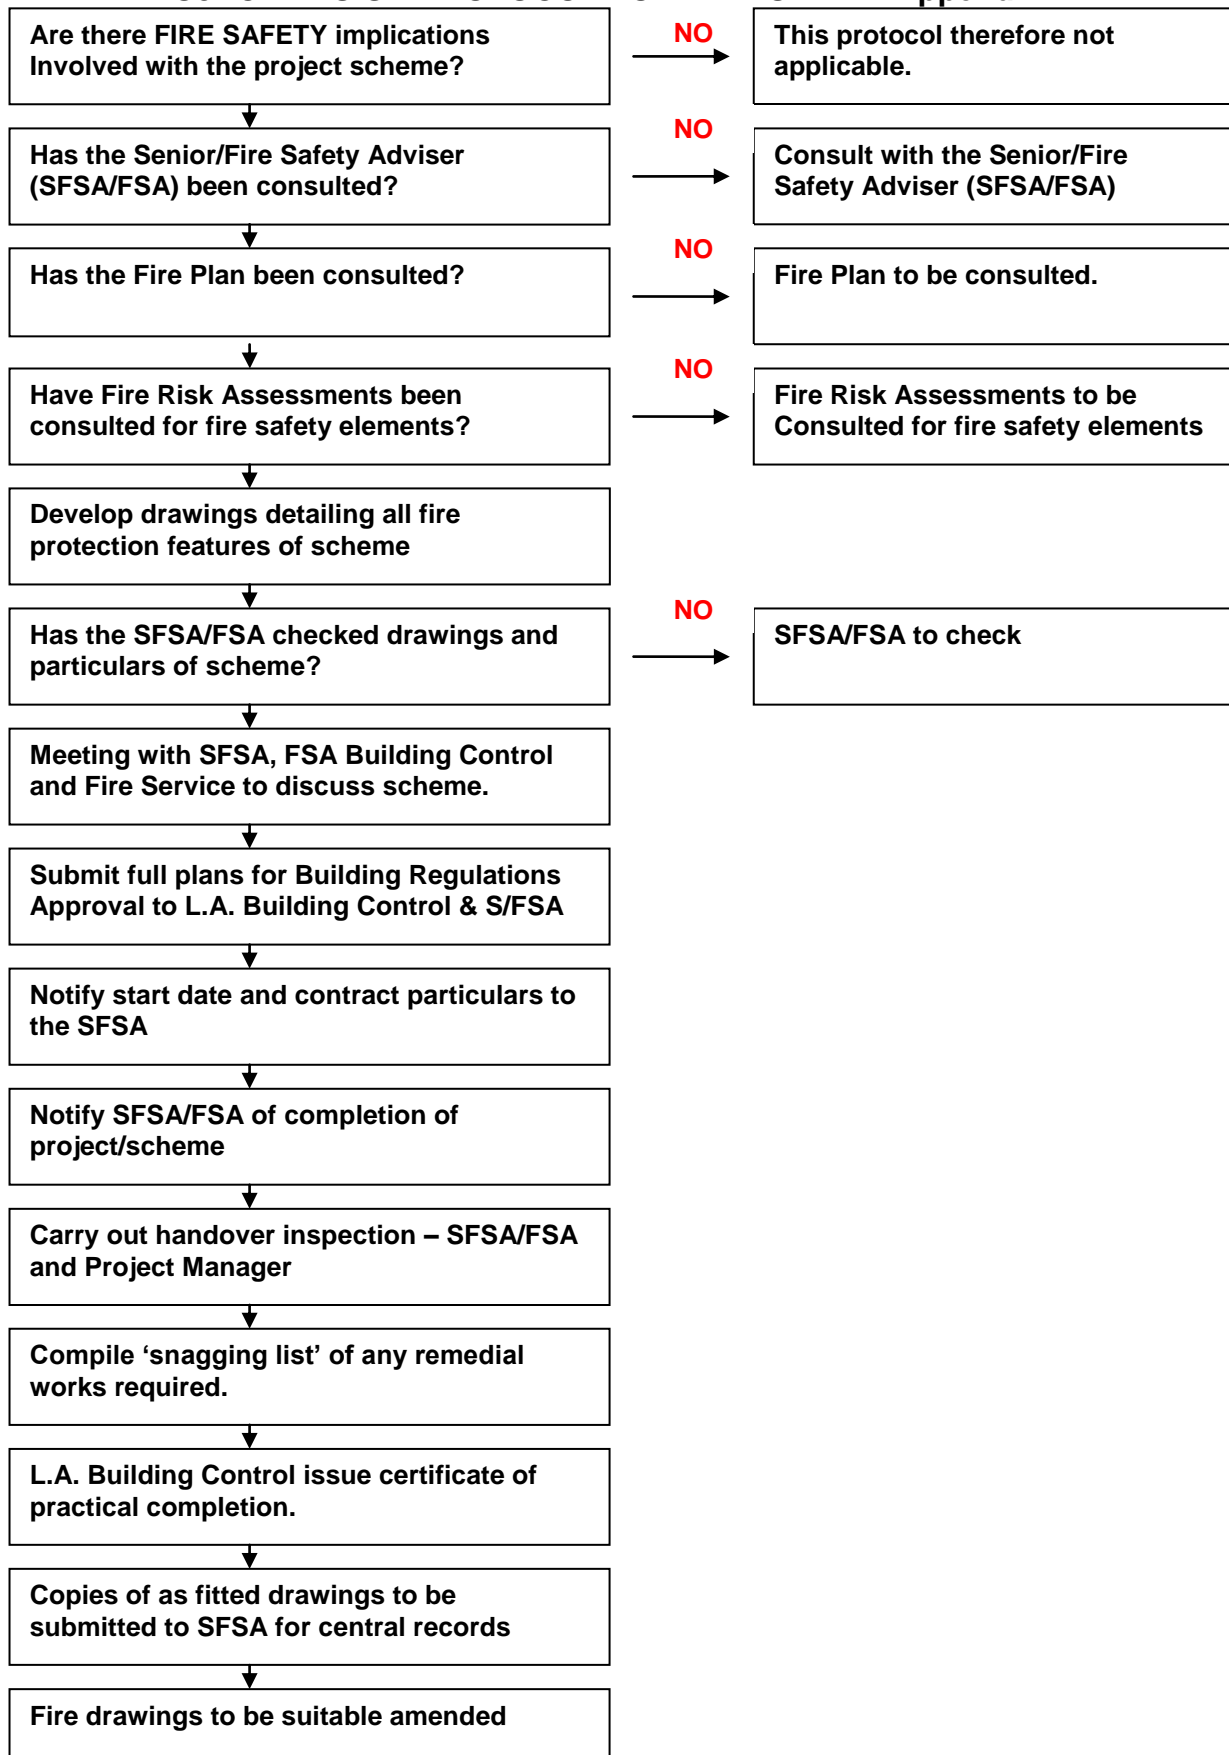 Are there FIRE SAFETY implications
Involved with the project scheme?
NO
This protocol therefore not
applicable.
Has the Senior/Fire Safety Adviser
(SFSA/FSA) been consulted?
NO
Consult with the Senior/Fire
Safety Adviser (SFSA/FSA)
Has the Fire Plan been consulted?
NO
Fire Plan to be consulted.
Have Fire Risk Assessments been
consulted for fire safety elements?
NO
Fire Risk Assessments to be
Consulted for fire safety elements
Develop drawings detailing all fire
protection features of scheme
Has the SFSA/FSA checked drawings and
particulars of scheme?
NO
SFSA/FSA to check
Meeting with SFSA, FSA Building Control
and Fire Service to discuss scheme.
Submit full plans for Building Regulations
Approval to L.A. Building Control & S/FSA
Notify start date and contract particulars to
the SFSA
Notify SFSA/FSA of completion of
project/scheme
Carry out handover inspection – SFSA/FSA
and Project Manager
Compile ‘snagging list’ of any remedial
works required.
L.A. Building Control issue certificate of
practical completion.
Copies of as fitted drawings to be
submitted to SFSA for central records
Fire drawings to be suitable amended